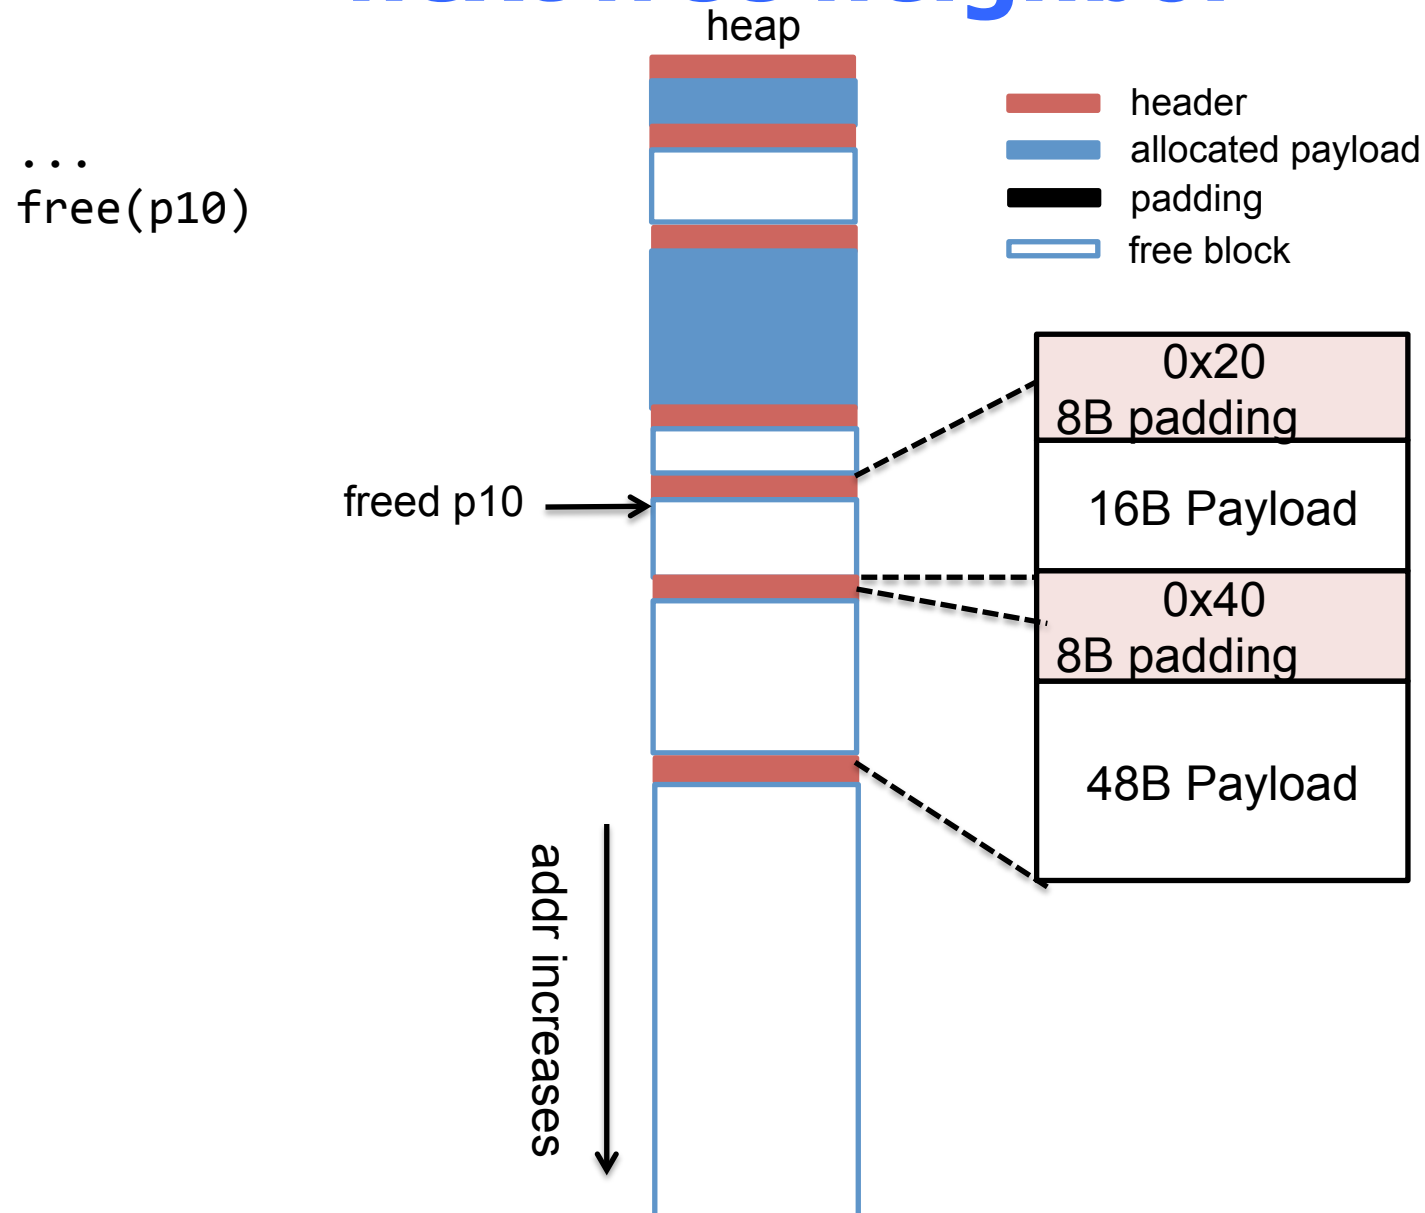 heap
...
free(p10)
header
allocated payload
padding
free block
0x20
8B padding
16B Payload
freed p10
0x40
8B padding
48B Payload
addr increases